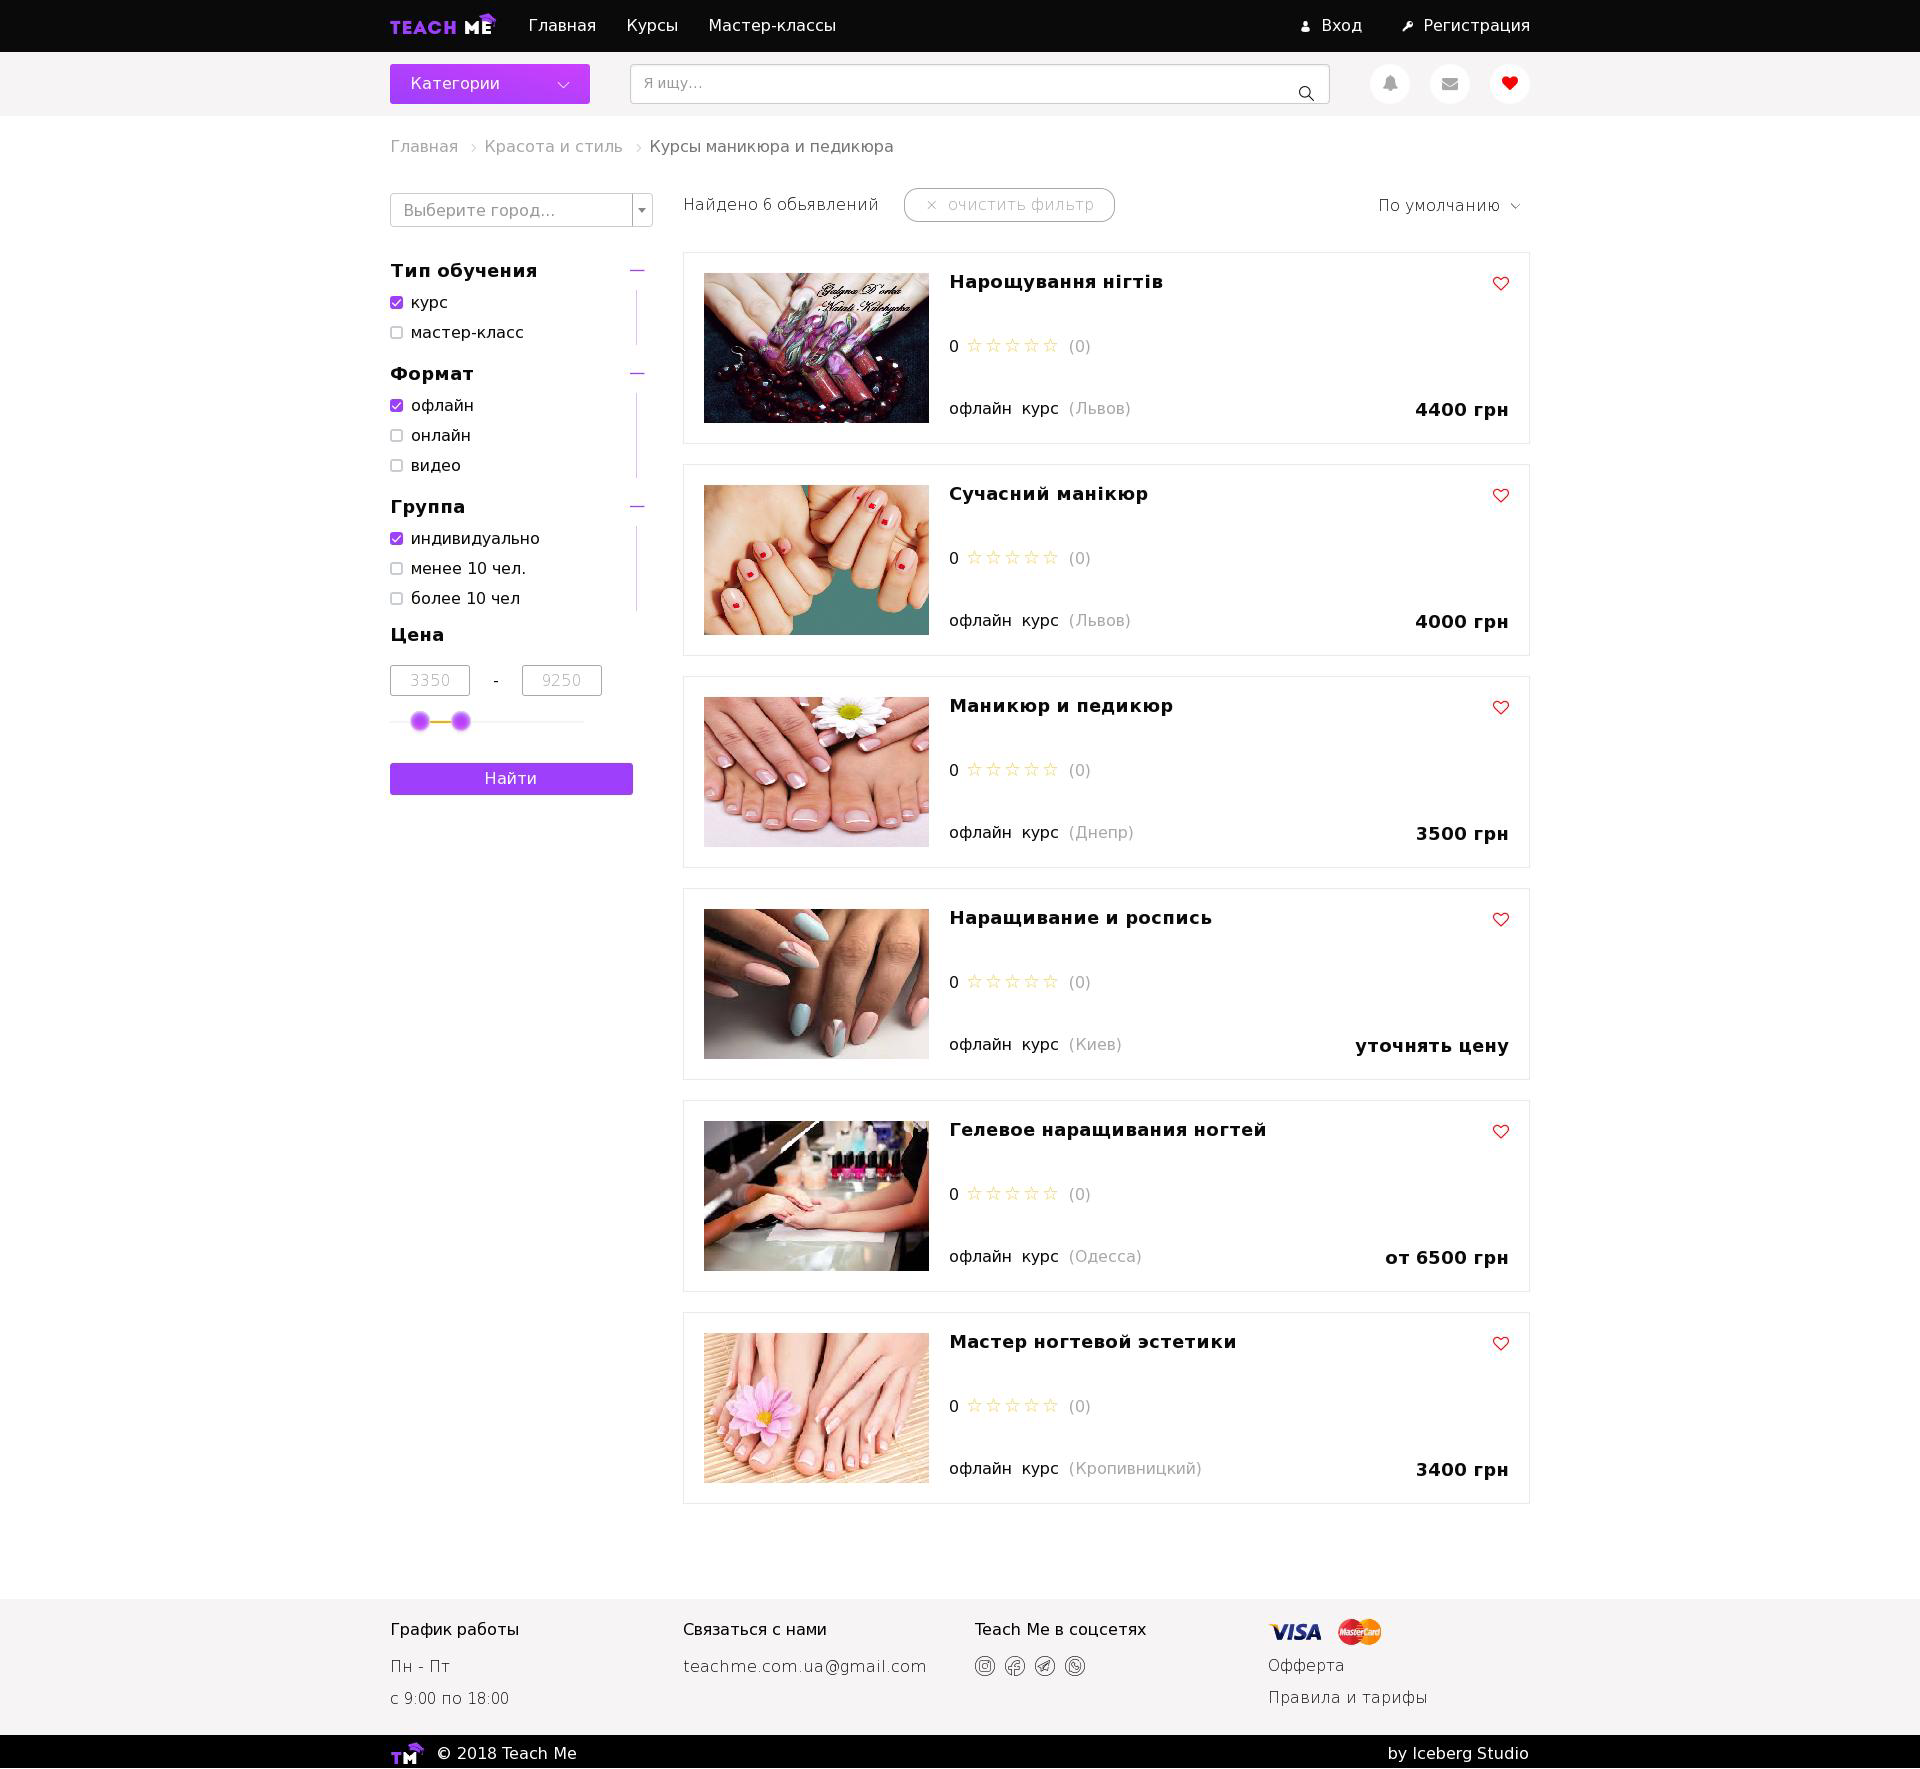 TEACH ME
Главная
Курсы
Мастер-классы
Вход
Регистрация
Категории
Я ищу...
Главная
Красота и стиль
Курсы маникюра и педикюра
Выберите город...
Найдено 6 обьявлений
× очистить фильтр
По умолчанию
Тип обучения
курс
мастер-класс
Формат
офлайн
онлайн
видео
Группа
индивидуально
менее 10 чел.
более 10 чел
Цена
3350 - 9250
Найти
Нарощування нігтів
0 ☆☆☆☆☆ (0)
офлайн курс (Львов)
4400 грн
Сучасний манікюр
0 ☆☆☆☆☆ (0)
офлайн курс (Львов)
4000 грн
Маникюр и педикюр
0 ☆☆☆☆☆ (0)
офлайн курс (Днепр)
3500 грн
Наращивание и роспись
0 ☆☆☆☆☆ (0)
офлайн курс (Киев)
уточнять цену
Гелевое наращивания ногтей
0 ☆☆☆☆☆ (0)
офлайн курс (Одесса)
от 6500 грн
Мастер ногтевой эстетики
0 ☆☆☆☆☆ (0)
офлайн курс (Кропивницкий)
3400 грн
График работы
Пн - Пт
с 9:00 по 18:00
Связаться с нами
teachme.com.ua@gmail.com
Teach Me в соцсетях
VISA MasterCard
Офферта
Правила и тарифы
TM © 2018 Teach Me
by Iceberg Studio